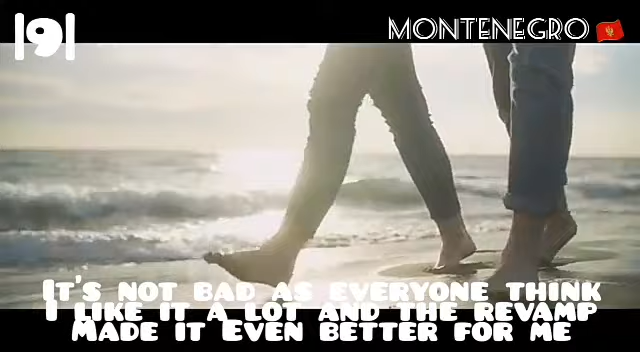 |9|
MONTENEGRO 🇲🇪
IT'S NOT BAD AS EVERYONE THINK
I LIKE IT A LOT AND THE REVAMP
MADE IT EVEN BETTER FOR ME